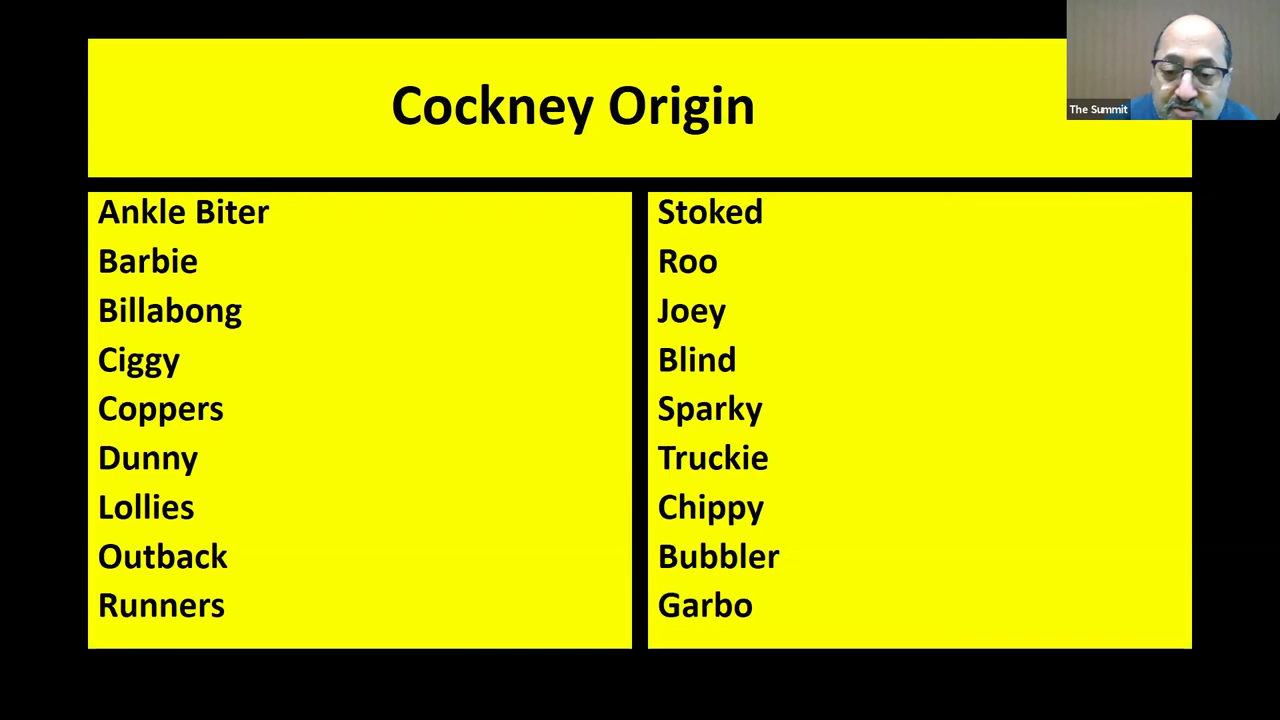 Cockney Origin
The Summit
Ankle Biter
Barbie
Billabong
Ciggy
Coppers
Dunny
Lollies
Outback
Runners
Stoked
Roo
Joey
Blind
Sparky
Truckie
Chippy
Bubbler
Garbo